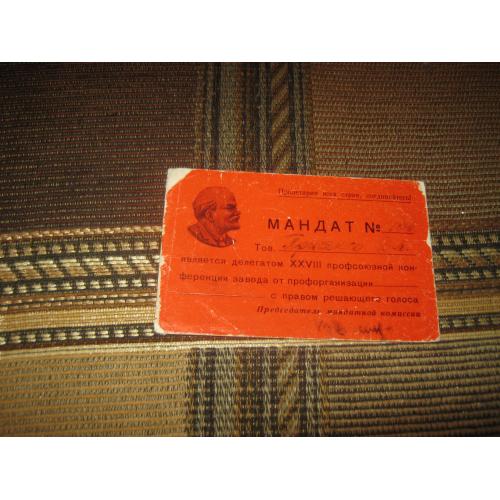 Пролетарии всех стран, соединяйтесь!
МАНДАТ №
Тов.
является делегатом XXVIII профсоюзной кон-
ференции завода от профорганизации
с правом решающего голоса
Председатель мандатной комиссии